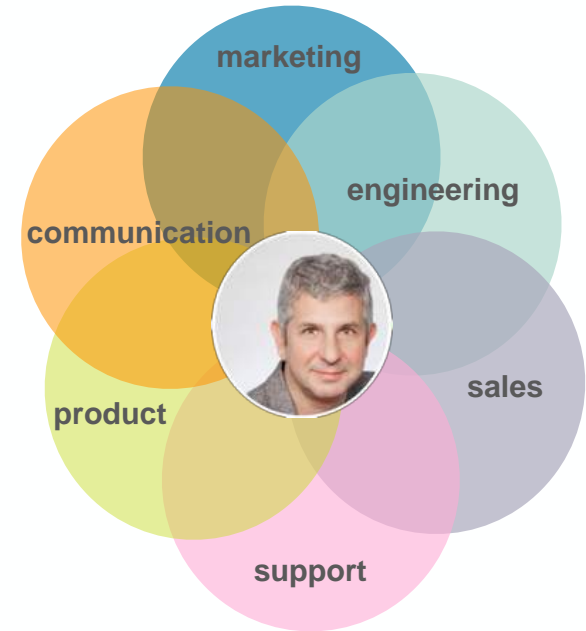 marketing
engineering
communication
sales
product
support